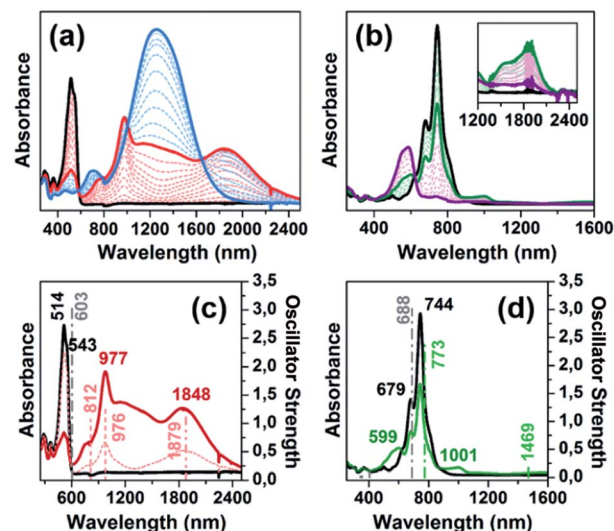 (a)
Absorbance
400 800 1200 1600 2000 2400
Wavelength (nm)
(b)
Absorbance
1200 1800 2400
400 800 1200 1600
Wavelength (nm)
(c)
514
543
603
812
977
976
1848
1879
Absorbance
3,5
3,0
2,5
2,0
1,5
1,0
0,5
0,0
Oscillator Strength
600 1200 1800 2400
Wavelength (nm)
(d)
688
744
679
773
599
1001
1469
Absorbance
3,5
3,0
2,5
2,0
1,5
1,0
0,5
0,0
Oscillator Strength
400 800 1200 1600
Wavelength (nm)